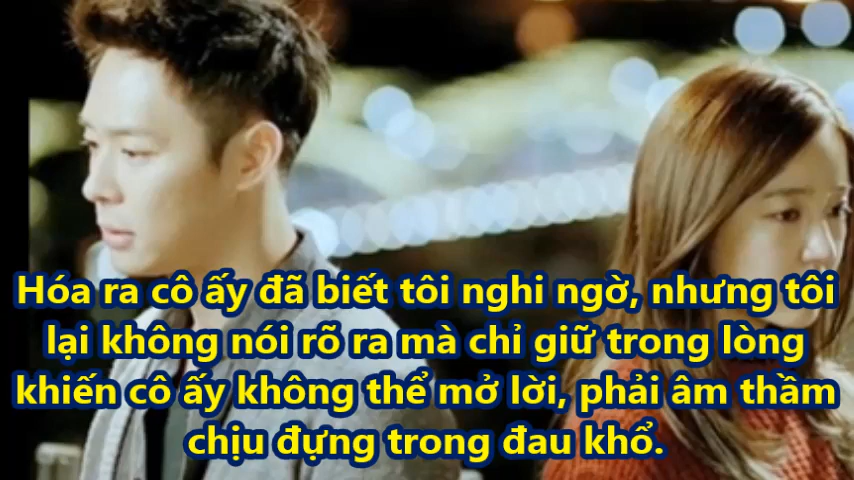 Hóa ra cô ấy đã biết tôi nghi ngờ, nhưng tôi
lại không nói rõ ra mà chỉ giữ trong lòng
khiến cô ấy không thể mở lời, phải âm thầm
chịu đựng trong đau khổ.